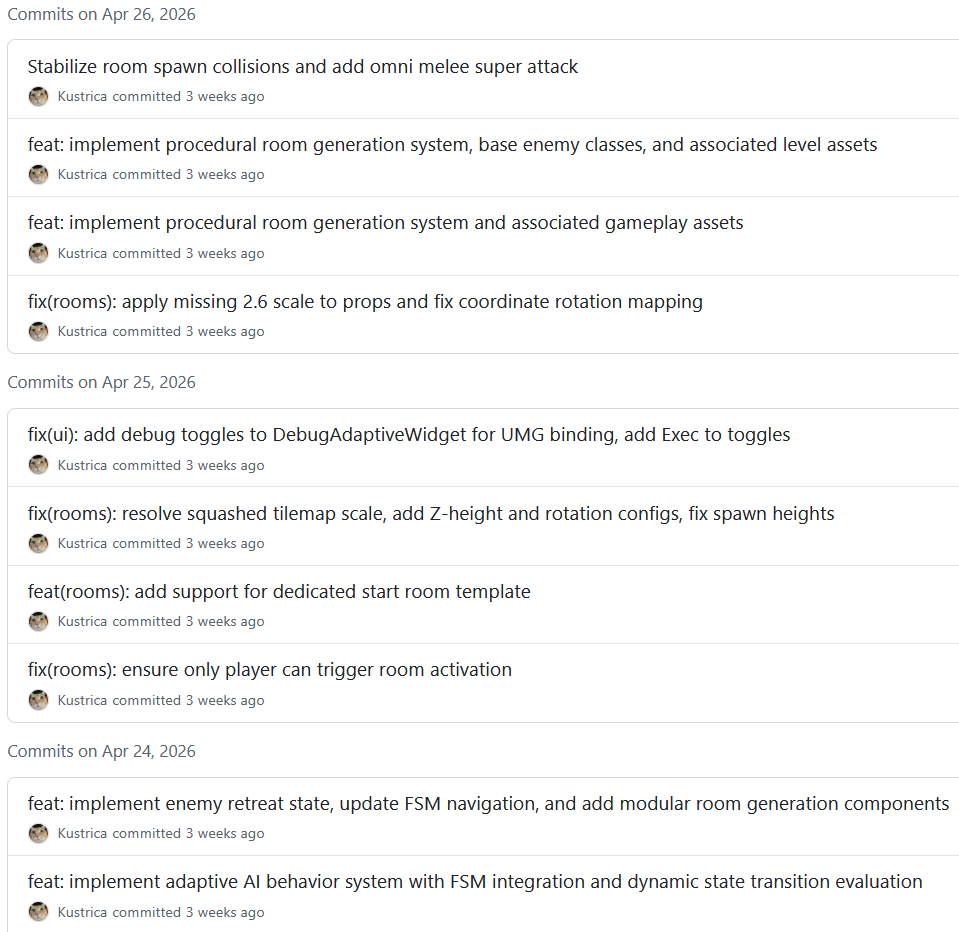 Commits on Apr 26, 2026
Stabilize room spawn collisions and add omni melee super attack
Kustrica committed 3 weeks ago
feat: implement procedural room generation system, base enemy classes, and associated level assets
Kustrica committed 3 weeks ago
feat: implement procedural room generation system and associated gameplay assets
Kustrica committed 3 weeks ago
fix(rooms): apply missing 2.6 scale to props and fix coordinate rotation mapping
Kustrica committed 3 weeks ago
Commits on Apr 25, 2026
fix(ui): add debug toggles to DebugAdaptiveWidget for UMG binding, add Exec to toggles
Kustrica committed 3 weeks ago
fix(rooms): resolve squashed tilemap scale, add Z-height and rotation configs, fix spawn heights
Kustrica committed 3 weeks ago
feat(rooms): add support for dedicated start room template
Kustrica committed 3 weeks ago
fix(rooms): ensure only player can trigger room activation
Kustrica committed 3 weeks ago
Commits on Apr 24, 2026
feat: implement enemy retreat state, update FSM navigation, and add modular room generation components
Kustrica committed 3 weeks ago
feat: implement adaptive AI behavior system with FSM integration and dynamic state transition evaluation
Kustrica committed 3 weeks ago